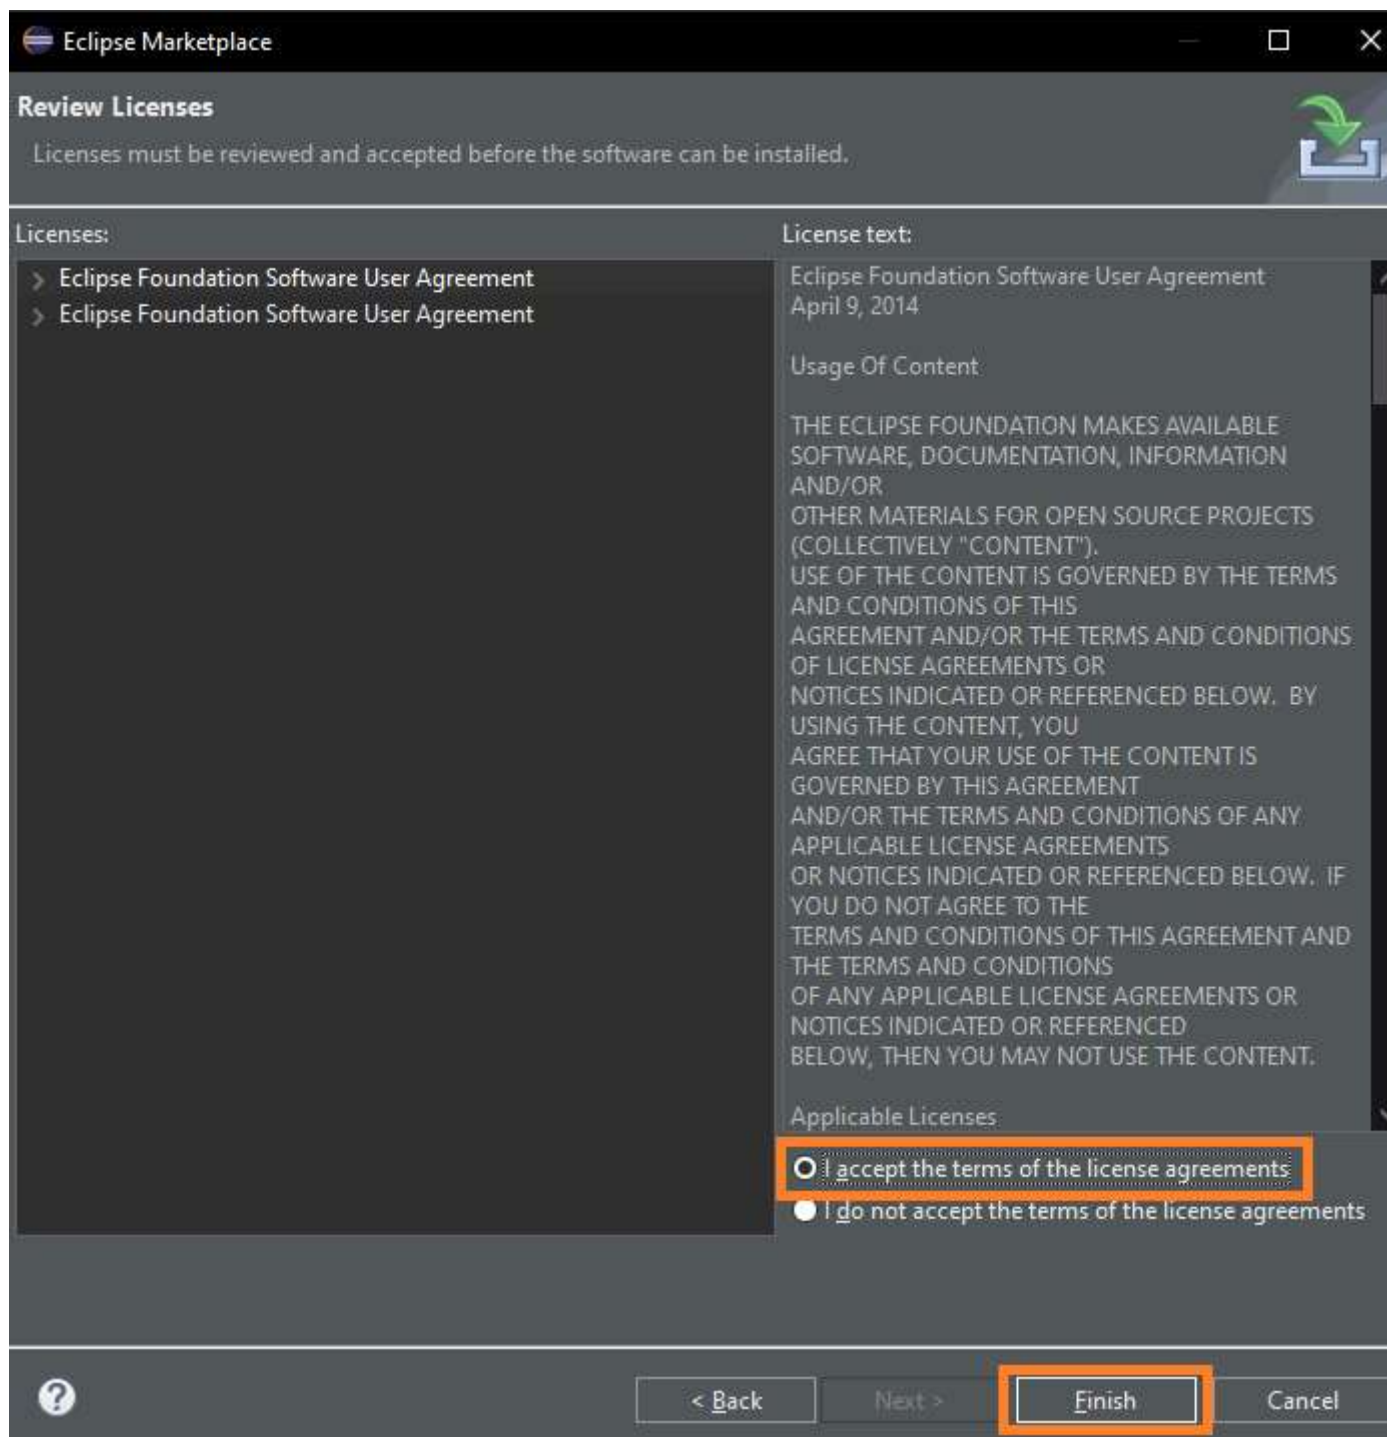 Eclipse Marketplace
Review Licenses
Licenses must be reviewed and accepted before the software can be installed.
Licenses:
Eclipse Foundation Software User Agreement
Eclipse Foundation Software User Agreement
License text:
Eclipse Foundation Software User Agreement
April 9, 2014
Usage Of Content
THE ECLIPSE FOUNDATION MAKES AVAILABLE
SOFTWARE, DOCUMENTATION, INFORMATION
AND/OR
OTHER MATERIALS FOR OPEN SOURCE PROJECTS
(COLLECTIVELY "CONTENT").
USE OF THE CONTENT IS GOVERNED BY THE TERMS
AND CONDITIONS OF THIS
AGREEMENT AND/OR THE TERMS AND CONDITIONS
OF LICENSE AGREEMENTS OR
NOTICES INDICATED OR REFERENCED BELOW.  BY
USING THE CONTENT, YOU
AGREE THAT YOUR USE OF THE CONTENT IS
GOVERNED BY THIS AGREEMENT
AND/OR THE TERMS AND CONDITIONS OF ANY
APPLICABLE LICENSE AGREEMENTS
OR NOTICES INDICATED OR REFERENCED BELOW.  IF
YOU DO NOT AGREE TO THE
TERMS AND CONDITIONS OF THIS AGREEMENT AND
THE TERMS AND CONDITIONS
OF ANY APPLICABLE LICENSE AGREEMENTS OR
NOTICES INDICATED OR REFERENCED
BELOW, THEN YOU MAY NOT USE THE CONTENT.
Applicable Licenses
I accept the terms of the license agreements
I do not accept the terms of the license agreements
?
< Back
Next >
Finish
Cancel